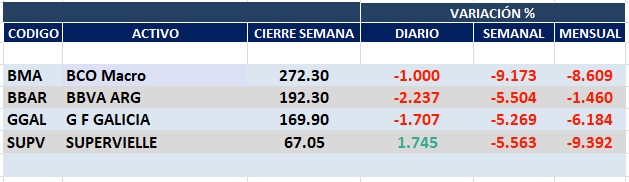 VARIACIÓN %
CODIGO ACTIVO CIERRE SEMANA DIARIO SEMANAL MENSUAL
BMA BCO Macro 272.30 -1.000 -9.173 -8.609
BBAR BBVA ARG 192.30 -2.237 -5.504 -1.460
GGAL G F GALICIA 169.90 -1.707 -5.269 -6.184
SUPV SUPERVIELLE 67.05 1.745 -5.563 -9.392